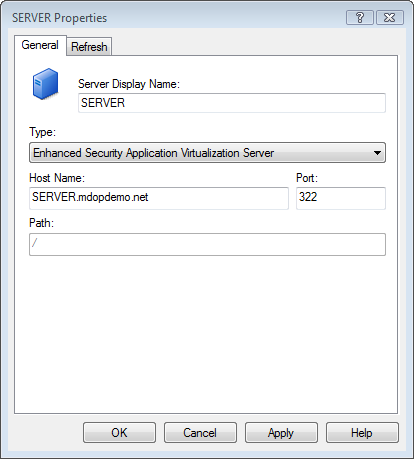 SERVER Properties
General
Refresh
Server Display Name:
SERVER
Type:
Enhanced Security Application Virtualization Server
Host Name:
Port:
SERVER.mdopdemo.net
322
Path:
/
OK
Cancel
Apply
Help